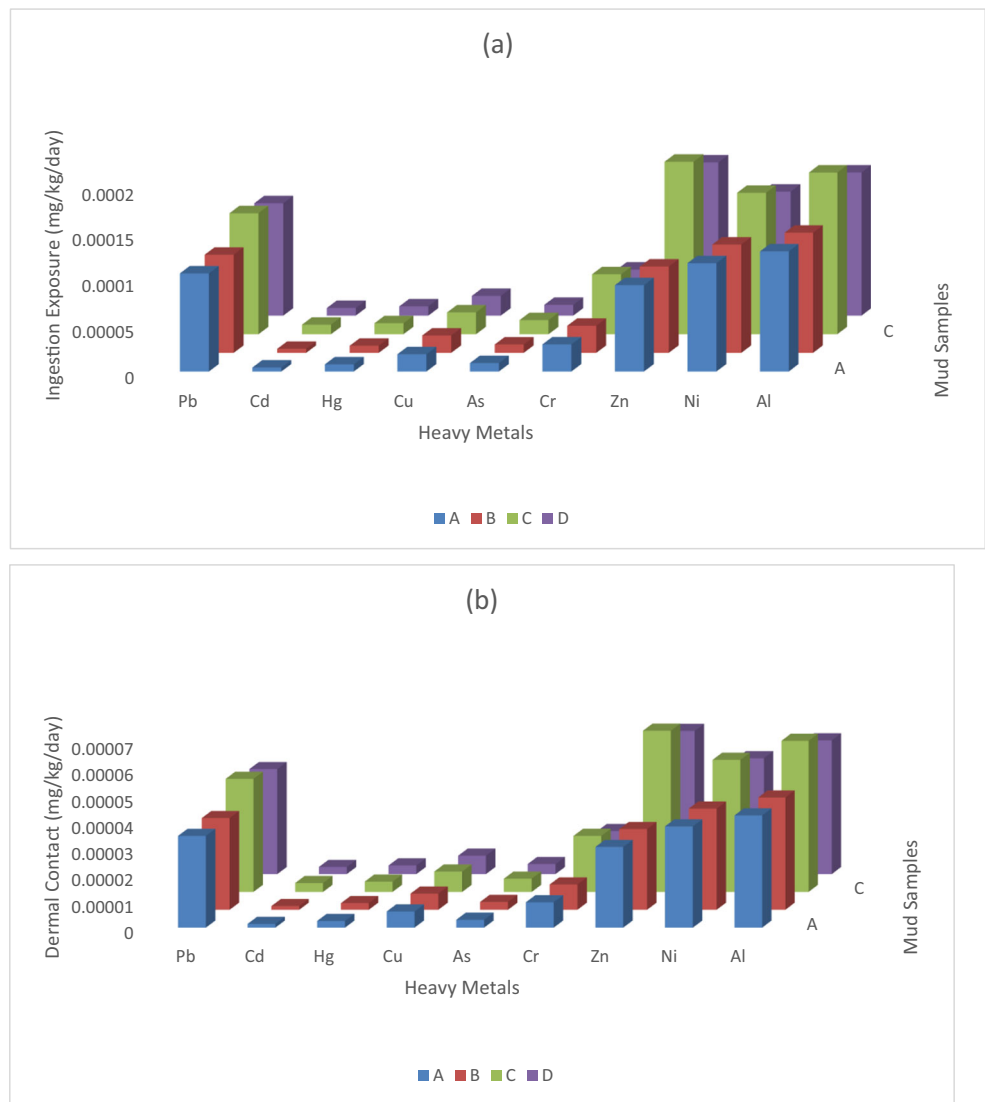 (a)
Ingestion Exposure (mg/kg/day)
0.0002
0.00015
0.0001
0.00005
0
Pb Cd Hg Cu As Cr Zn Ni Al
Heavy Metals
A
C
Mud Samples
A B C D
(b)
Dermal Contact (mg/kg/day)
0.00007
0.00006
0.00005
0.00004
0.00003
0.00002
0.00001
0
Pb Cd Hg Cu As Cr Zn Ni Al
Heavy Metals
A
C
Mud Samples
A B C D